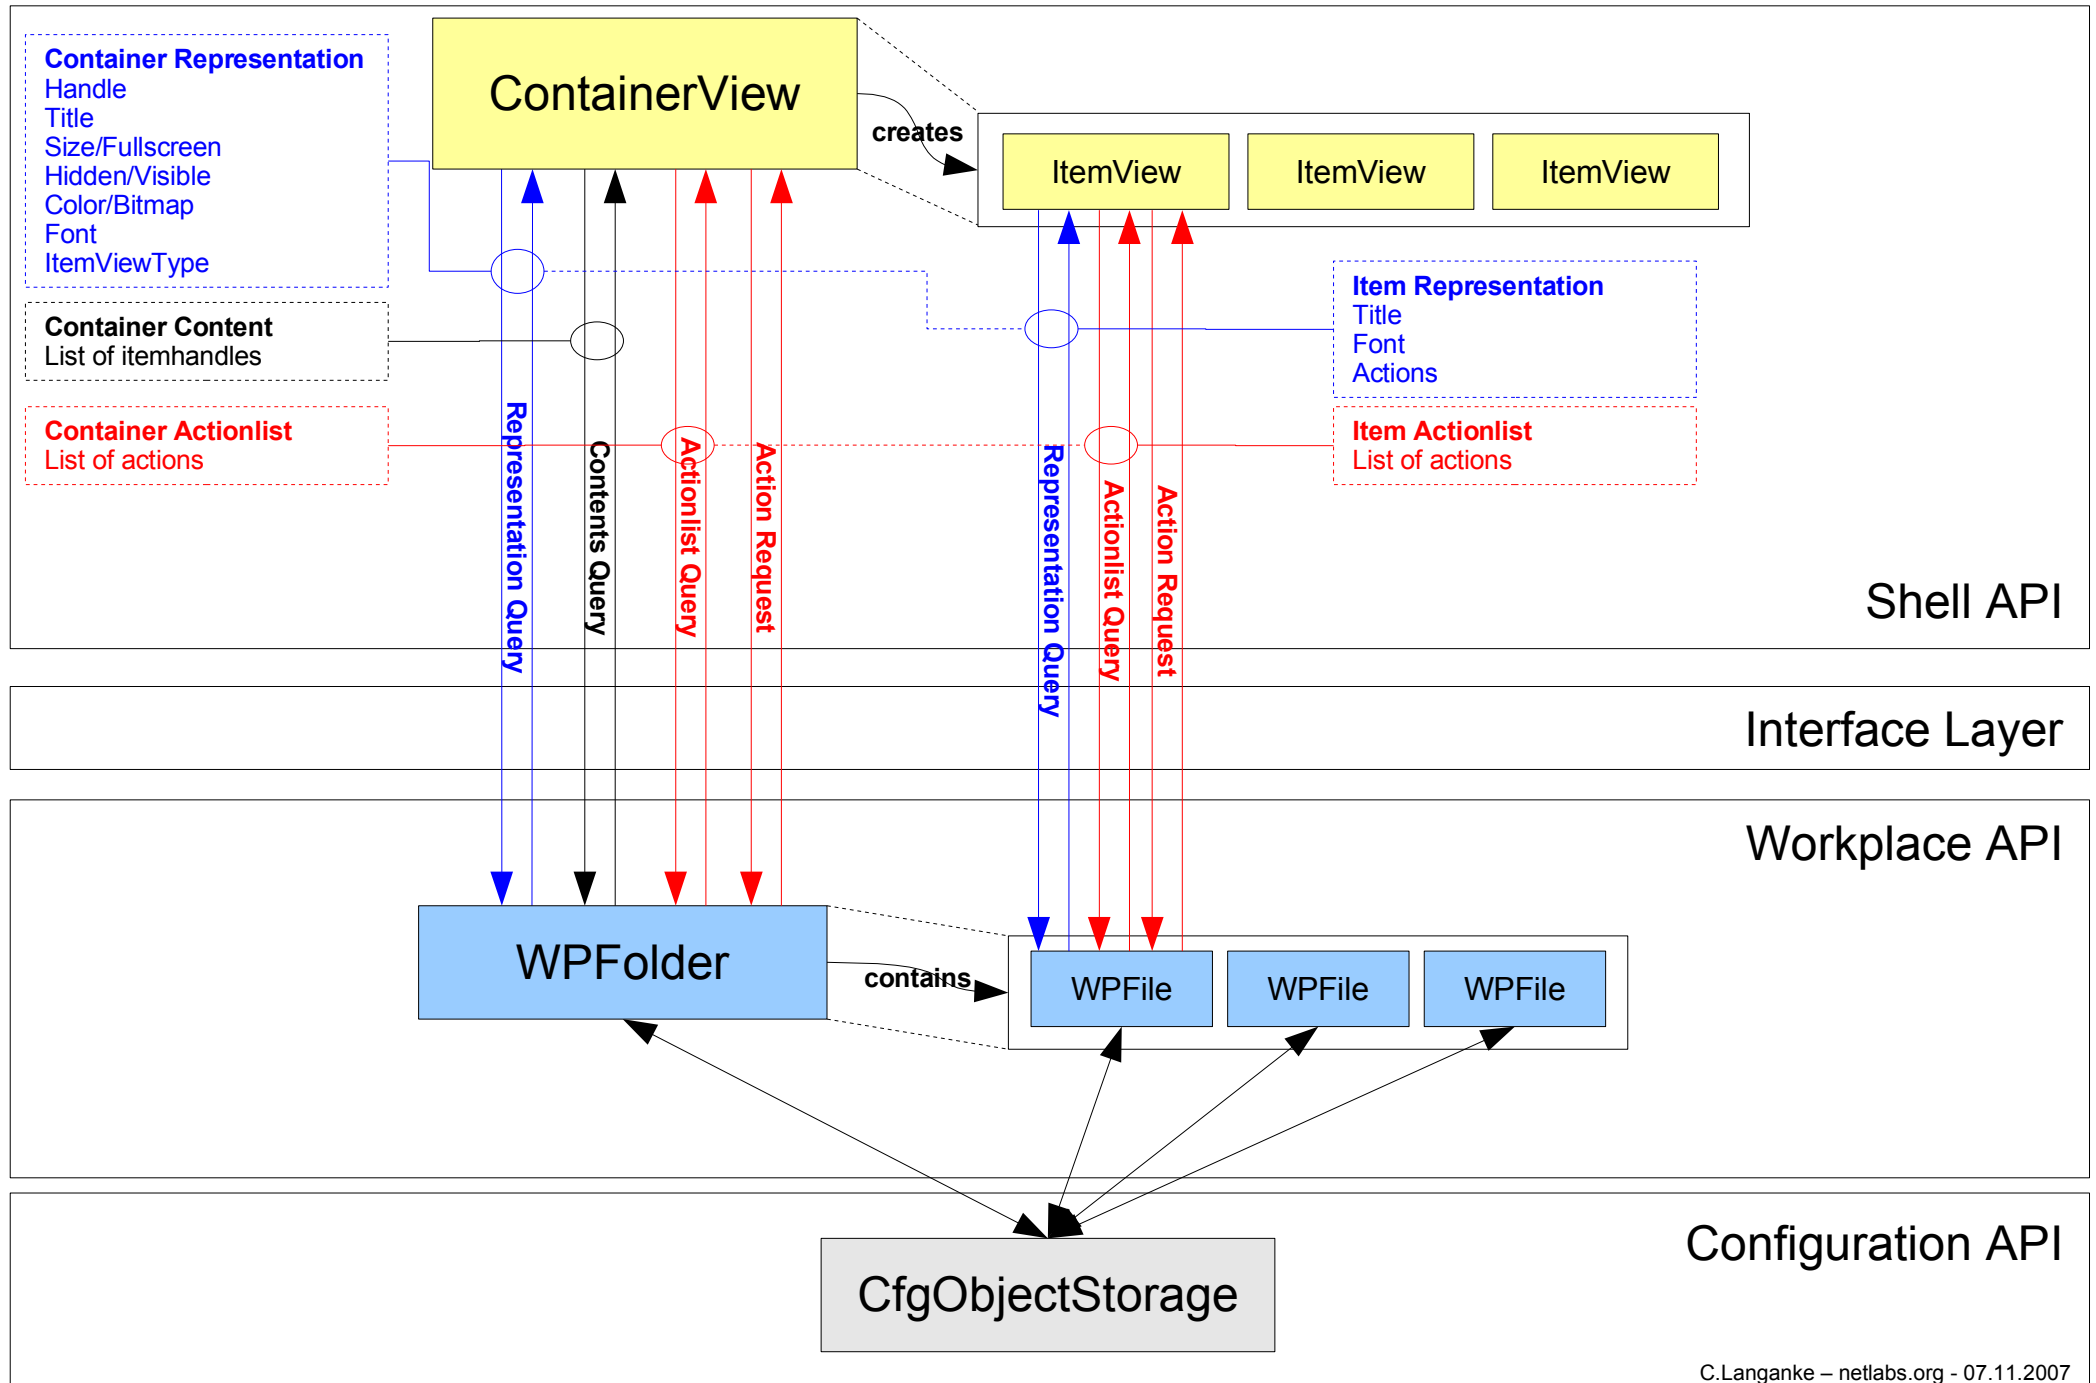 Container Representation
Handle
Title
Size/Fullscreen
Hidden/Visible
Color/Bitmap
Font
ItemViewType
Container Content
List of itemhandles
Container Actionlist
List of actions
ContainerView
creates
ItemView
ItemView
ItemView
Item Representation
Title
Font
Actions
Item Actionlist
List of actions
Representation Query
Contents Query
Actionlist Query
Action Request
Representation Query
Actionlist Query
Action Request
Shell API
Interface Layer
Workplace API
WPFolder
contains
WPFile
WPFile
WPFile
Configuration API
CfgObjectStorage
C.Langanke – netlabs.org - 07.11.2007